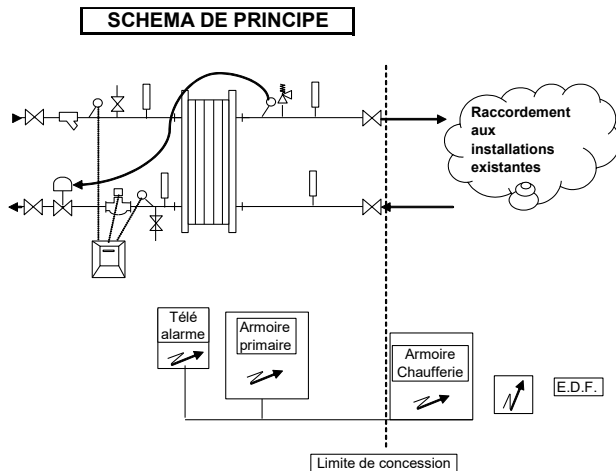 SCHEMA DE PRINCIPE
Raccordement
aux
installations
existantes
Télé
alarme
Armoire
primaire
Armoire
Chaufferie
E.D.F.
Limite de concession